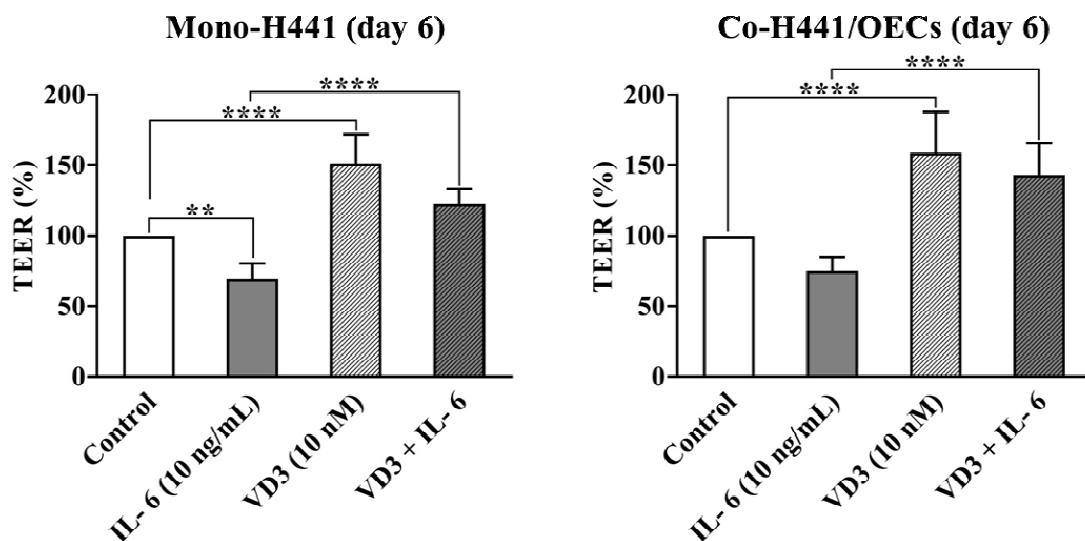 Mono-H441 (day 6)
****
****
**
200
150
100
50
0
TEER (%)
Control
IL- 6 (10 ng/mL)
VD3 (10 nM)
VD3 + IL- 6
Co-H441/OECs (day 6)
****
****
200
150
100
50
0
TEER (%)
Control
IL- 6 (10 ng/mL)
VD3 (10 nM)
VD3 + IL- 6